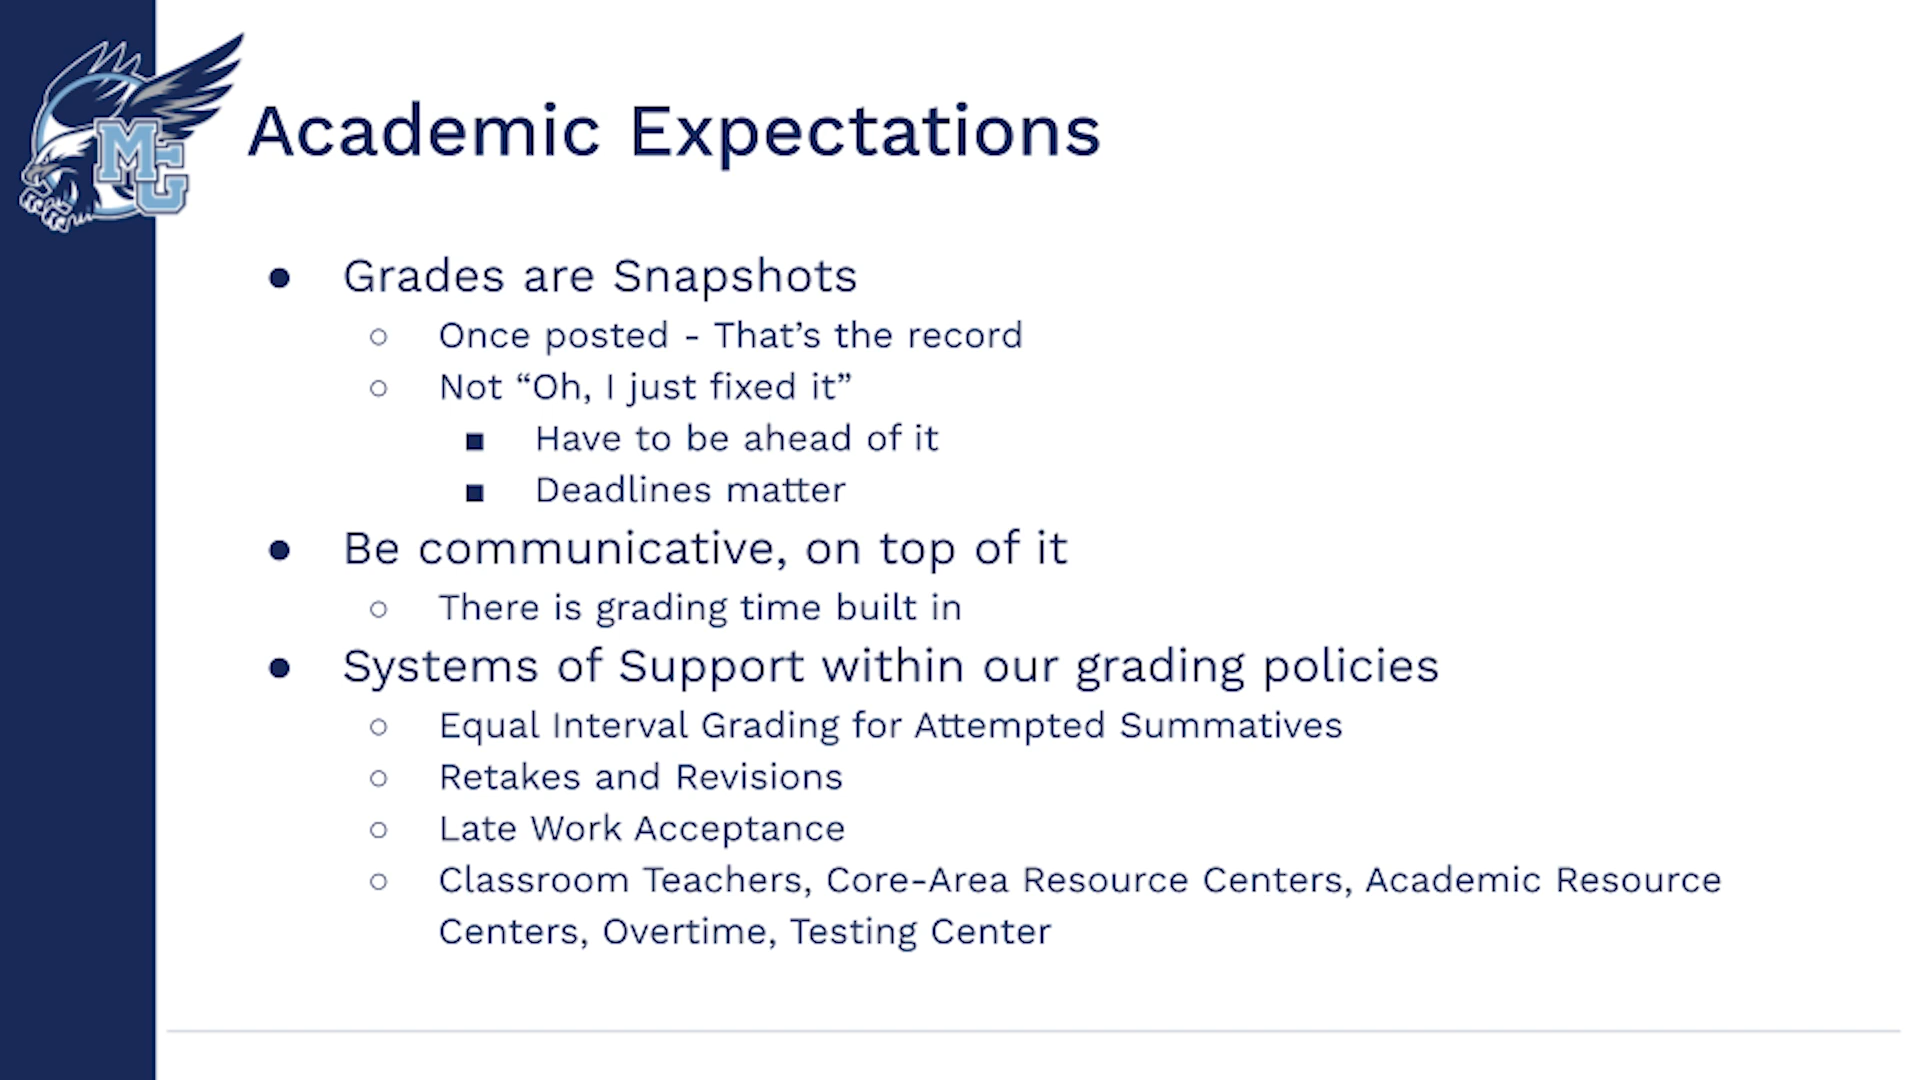 MG
Academic Expectations
● Grades are Snapshots
○ Once posted - That’s the record
○ Not “Oh, I just fixed it”
■ Have to be ahead of it
■ Deadlines matter
● Be communicative, on top of it
○ There is grading time built in
● Systems of Support within our grading policies
○ Equal Interval Grading for Attempted Summatives
○ Retakes and Revisions
○ Late Work Acceptance
○ Classroom Teachers, Core-Area Resource Centers, Academic Resource
Centers, Overtime, Testing Center